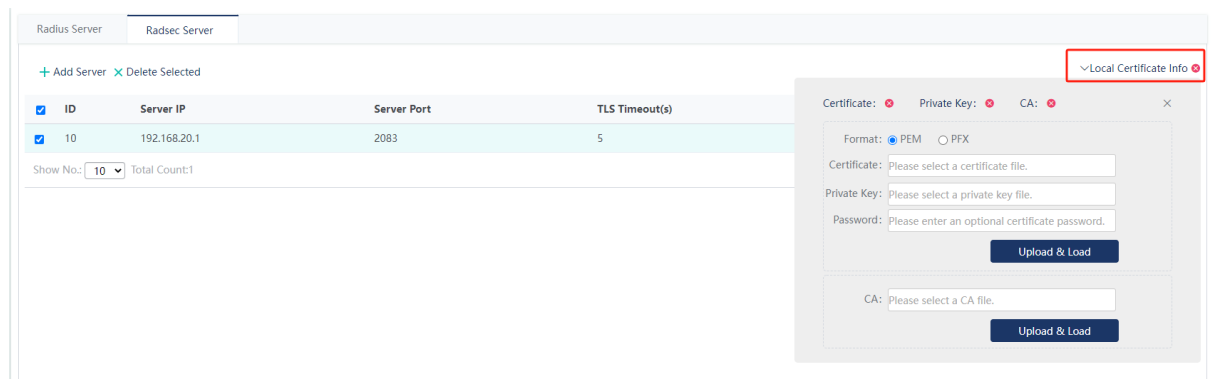 Radius Server Radsec Server
Add Server Delete Selected
Local Certificate Info
ID Server IP Server Port TLS Timeout(s)
10 192.168.20.1 2083 5
Show No.: 10 Total Count:1
Certificate: Private Key: CA:
Format: PEM PFX
Certificate: Please select a certificate file.
Private Key: Please select a private key file.
Password: Please enter an optional certificate password.
Upload & Load
CA: Please select a CA file.
Upload & Load